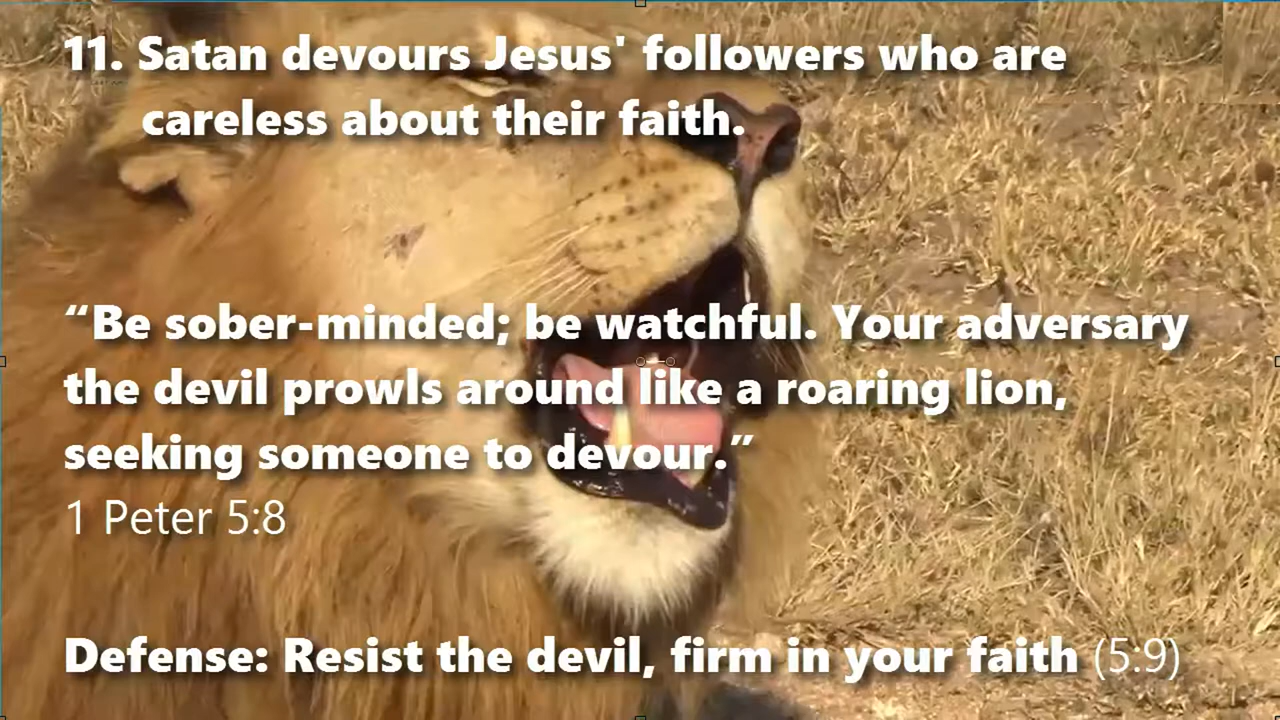 11. Satan devours Jesus' followers who are
careless about their faith.
“Be sober-minded; be watchful. Your adversary
the devil prowls around like a roaring lion,
seeking someone to devour.”
1 Peter 5:8
Defense: Resist the devil, firm in your faith (5:9)